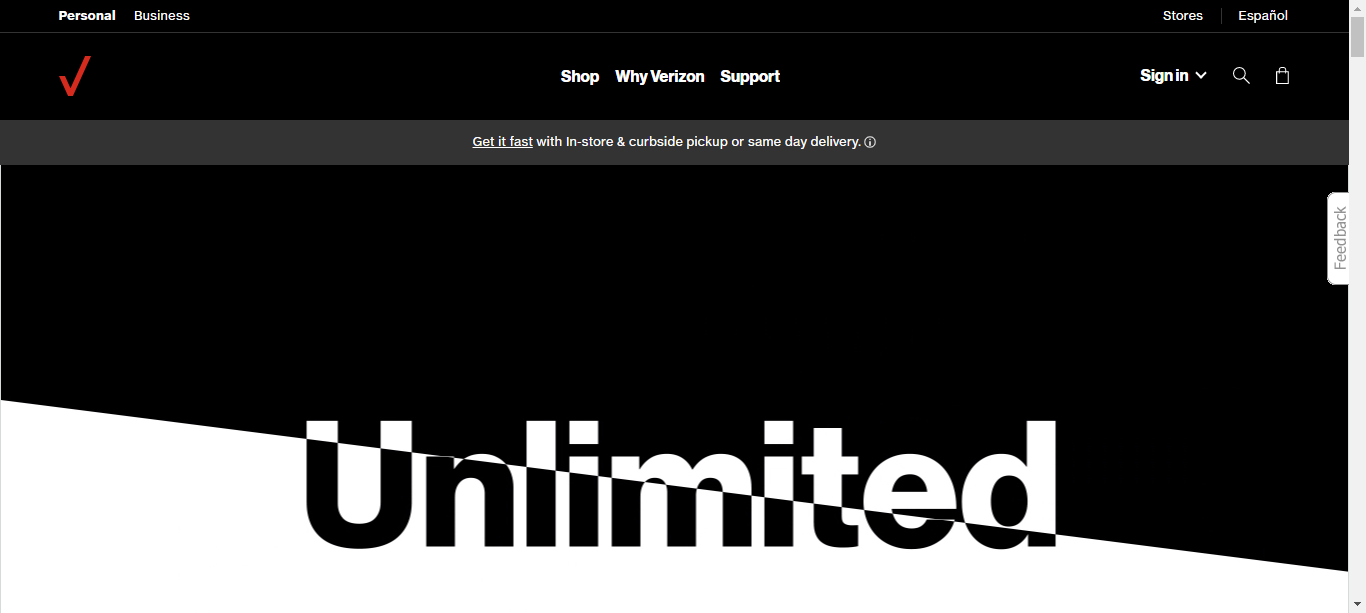 Personal Business Stores Español
Shop Why Verizon Support Sign in
Get it fast with In-store & curbside pickup or same day delivery.
Feedback
Unlimited